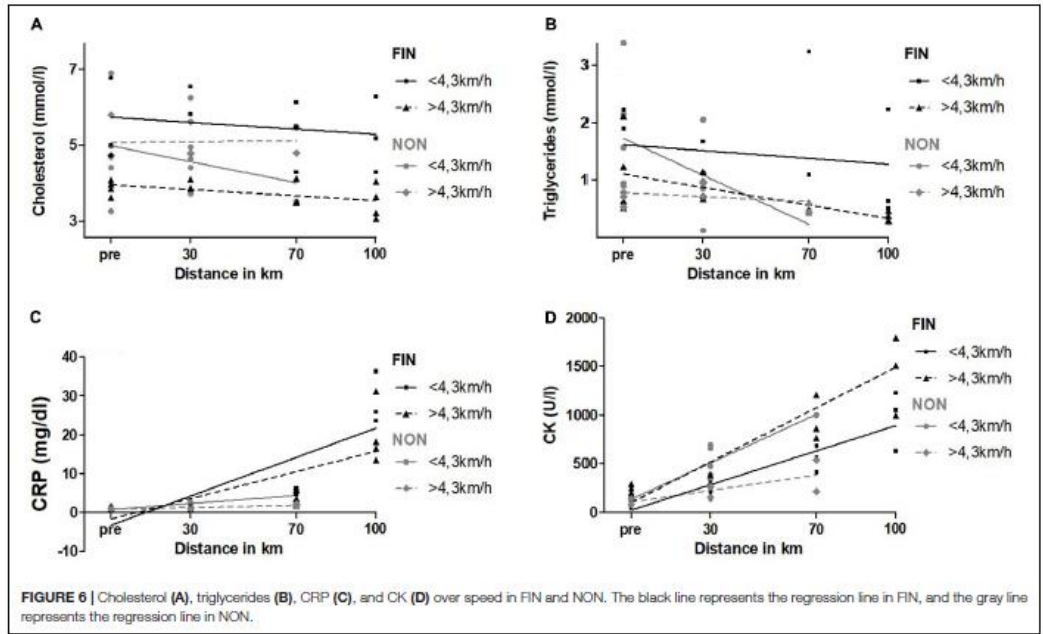 A
Cholesterol (mmol/l)
7
5
3
pre
30
70
100
Distance in km
FIN
<4,3km/h
>4,3km/h
NON
<4,3km/h
>4,3km/h
B
Triglycerides (mmol/l)
3
2
1
pre
30
70
100
Distance in km
FIN
<4,3km/h
>4,3km/h
NON
<4,3km/h
>4,3km/h
C
CRP (mg/dl)
40
30
20
10
0
-10
pre
30
70
100
Distance in km
FIN
<4,3km/h
>4,3km/h
NON
<4,3km/h
>4,3km/h
D
CK (U/l)
2000
1500
1000
500
0
pre
30
70
100
Distance in km
FIN
<4,3km/h
>4,3km/h
NON
<4,3km/h
>4,3km/h
FIGURE 6 | Cholesterol (A), triglycerides (B), CRP (C), and CK (D) over speed in FIN and NON. The black line represents the regression line in FIN, and the gray line
represents the regression line in NON.